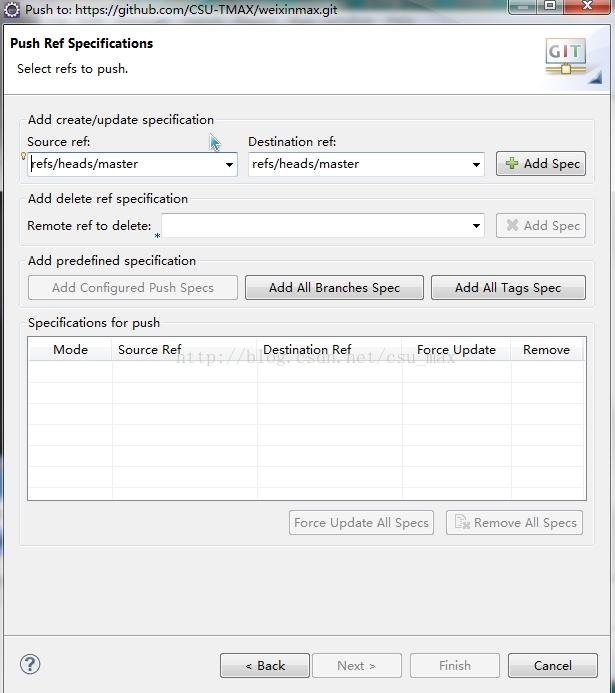 Push to: https://github.com/CSU-TMAX/weixinmax.git
Push Ref Specifications
Select refs to push.
GIT
Add create/update specification
Source ref:
Destination ref:
refs/heads/master
refs/heads/master
Add Spec
Add delete ref specification
Remote ref to delete:
Add Spec
Add predefined specification
Add Configured Push Specs
Add All Branches Spec
Add All Tags Spec
Specifications for push
Mode Source Ref Destination Ref Force Update Remove
http://blog.csdn.net/csu_max
Force Update All Specs
Remove All Specs
?
< Back
Next >
Finish
Cancel